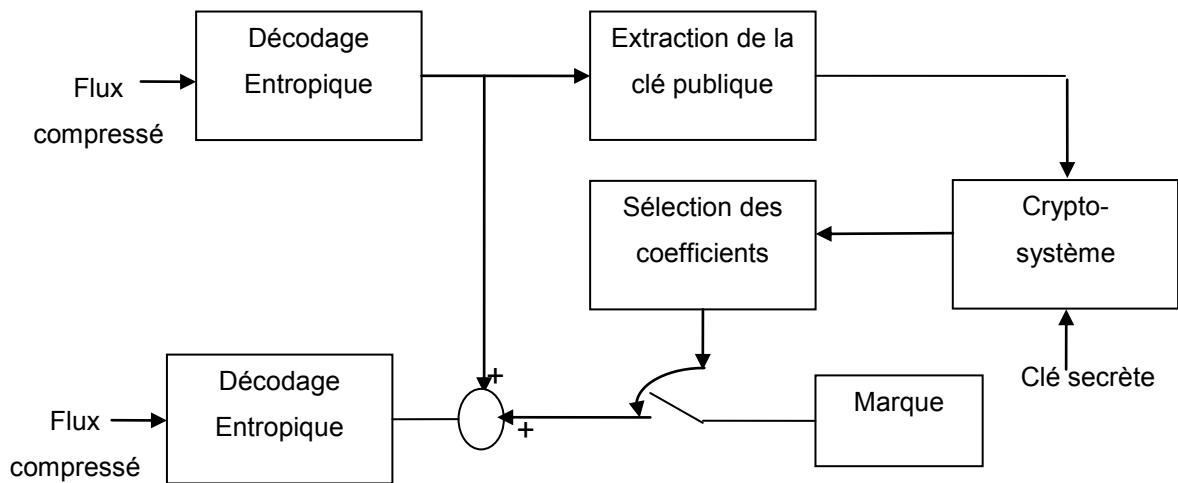 Décodage
Entropique
Extraction de la
clé publique
Flux
compressé
Sélection des
coefficients
Crypto-
système
Décodage
Entropique
+
+
Marque
Clé secrète
Flux
compressé